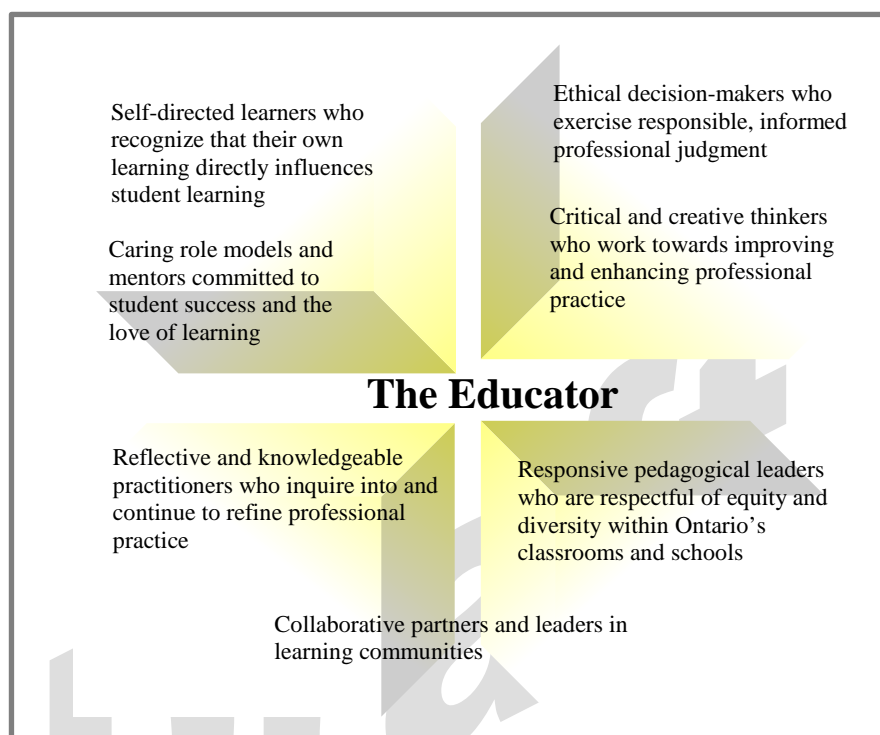 Self-directed learners who
recognize that their own
learning directly influences
student learning
Caring role models and
mentors committed to
student success and the
love of learning
Ethical decision-makers who
exercise responsible, informed
professional judgment
Critical and creative thinkers
who work towards improving
and enhancing professional
practice
The Educator
Reflective and knowledgeable
practitioners who inquire into and
continue to refine professional
practice
Responsive pedagogical leaders
who are respectful of equity and
diversity within Ontario’s
classrooms and schools
Collaborative partners and leaders in
learning communities